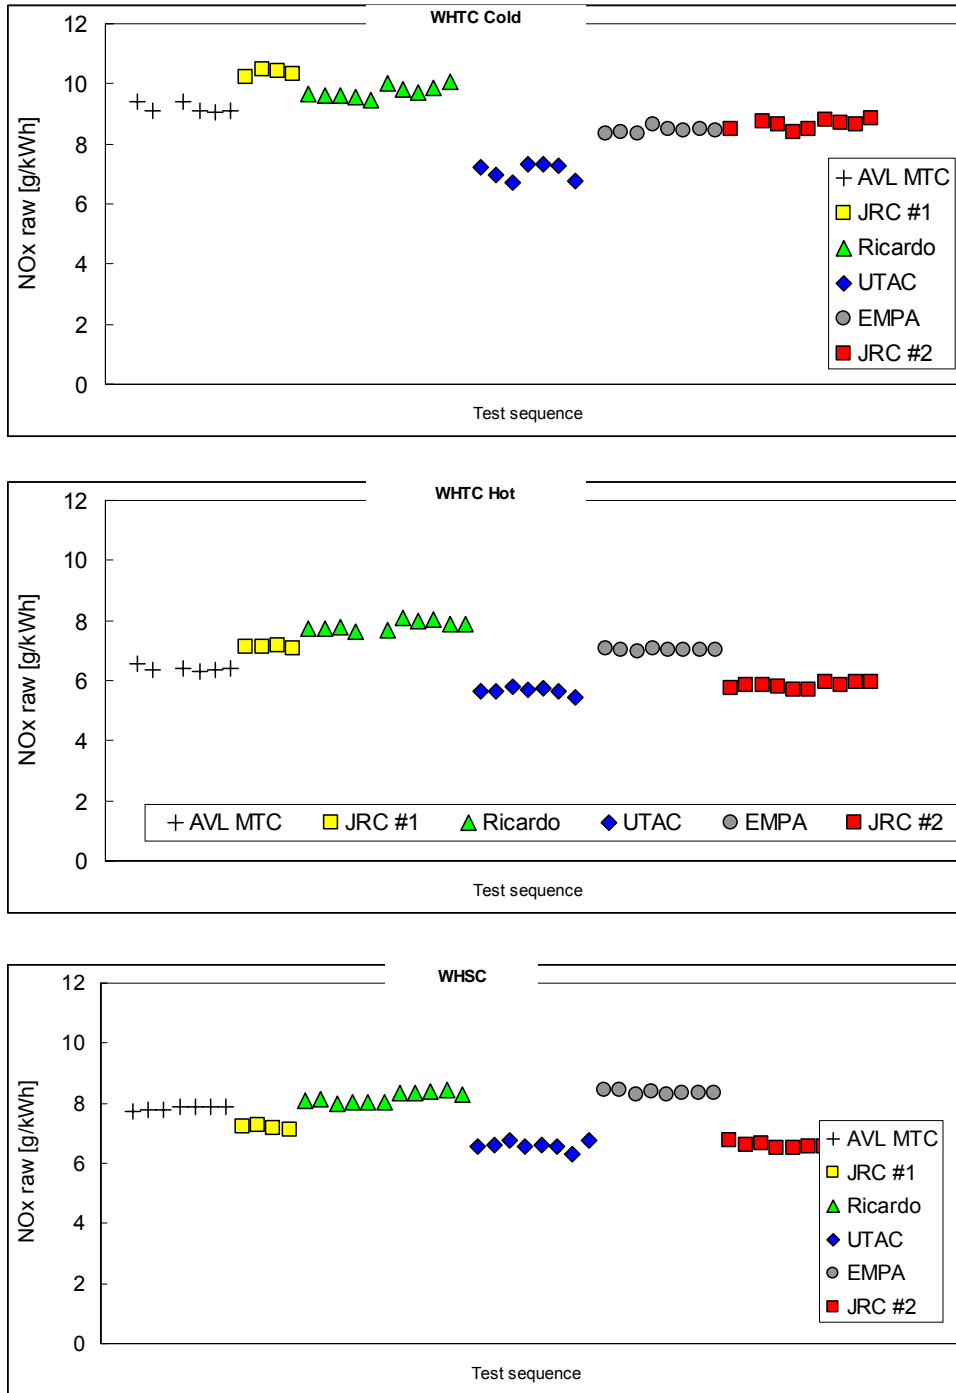 WHTC Cold
12
10
8
6
4
2
0
NOx raw [g/kWh]
AVL MTC
JRC #1
Ricardo
UTAC
EMPA
JRC #2
Test sequence
WHTC Hot
12
10
8
6
4
2
0
NOx raw [g/kWh]
AVL MTC JRC #1 Ricardo UTAC EMPA JRC #2
Test sequence
WHSC
12
10
8
6
4
2
0
NOx raw [g/kWh]
AVL MTC
JRC #1
Ricardo
UTAC
EMPA
JRC #2
Test sequence